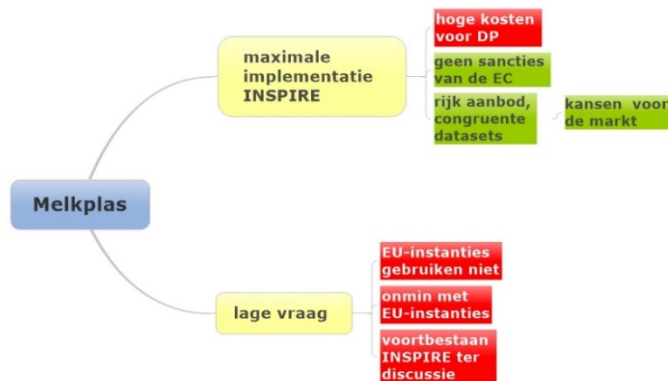 maximale
implementatie
INSPIRE
hoge kosten
voor DP
geen sancties
van de EC
rijk aanbod,
congruente
datasets
kansen voor
de markt
Melkplas
lage vraag
EU-instanties
gebruiken niet
onmin met
EU-instanties
voortbestaan
INSPIRE ter
discussie